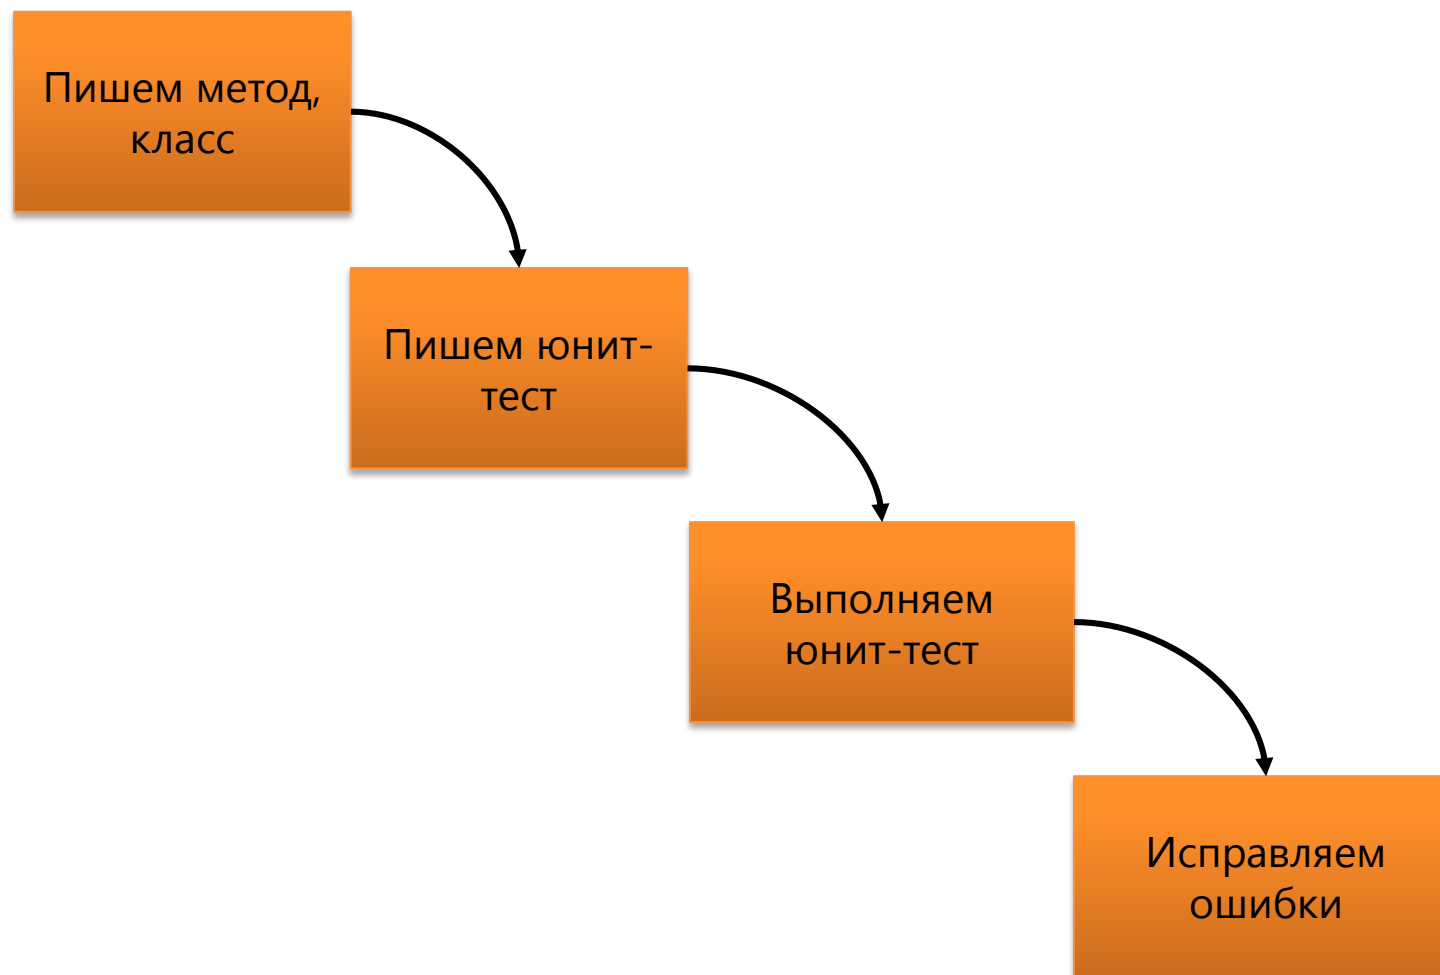 Пишем метод,
класс
Пишем юнит-
тест
Выполняем
юнит-тест
Исправляем
ошибки